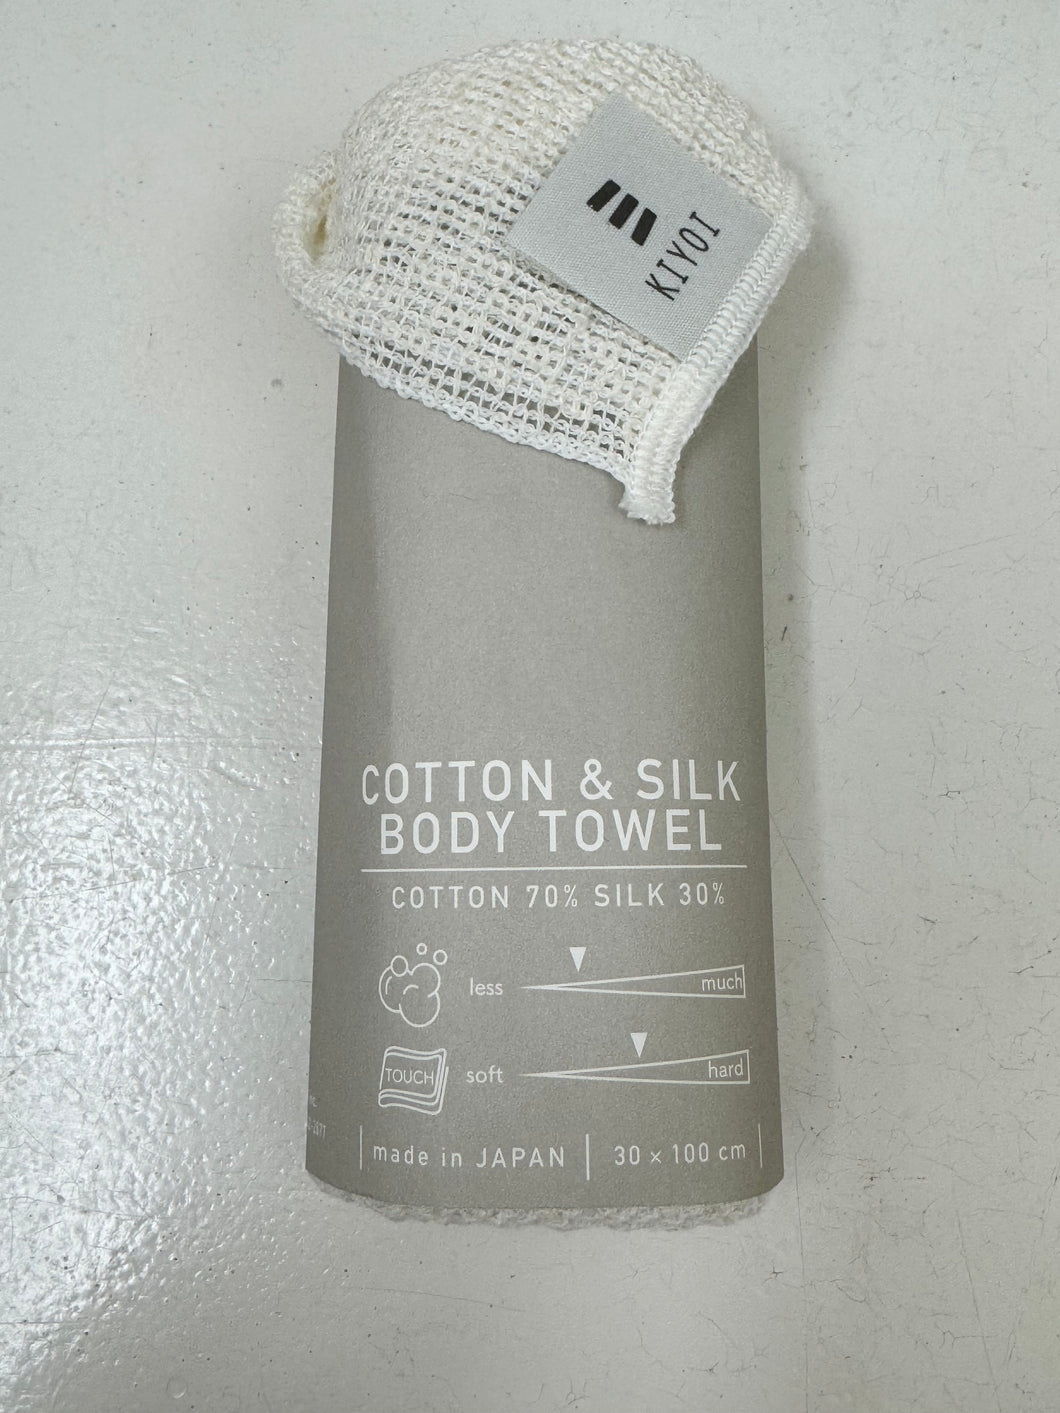 KIYOI
COTTON & SILK
BODY TOWEL
COTTON 70% SILK 30%
less much
TOUCH soft hard
made in JAPAN | 30 × 100 cm